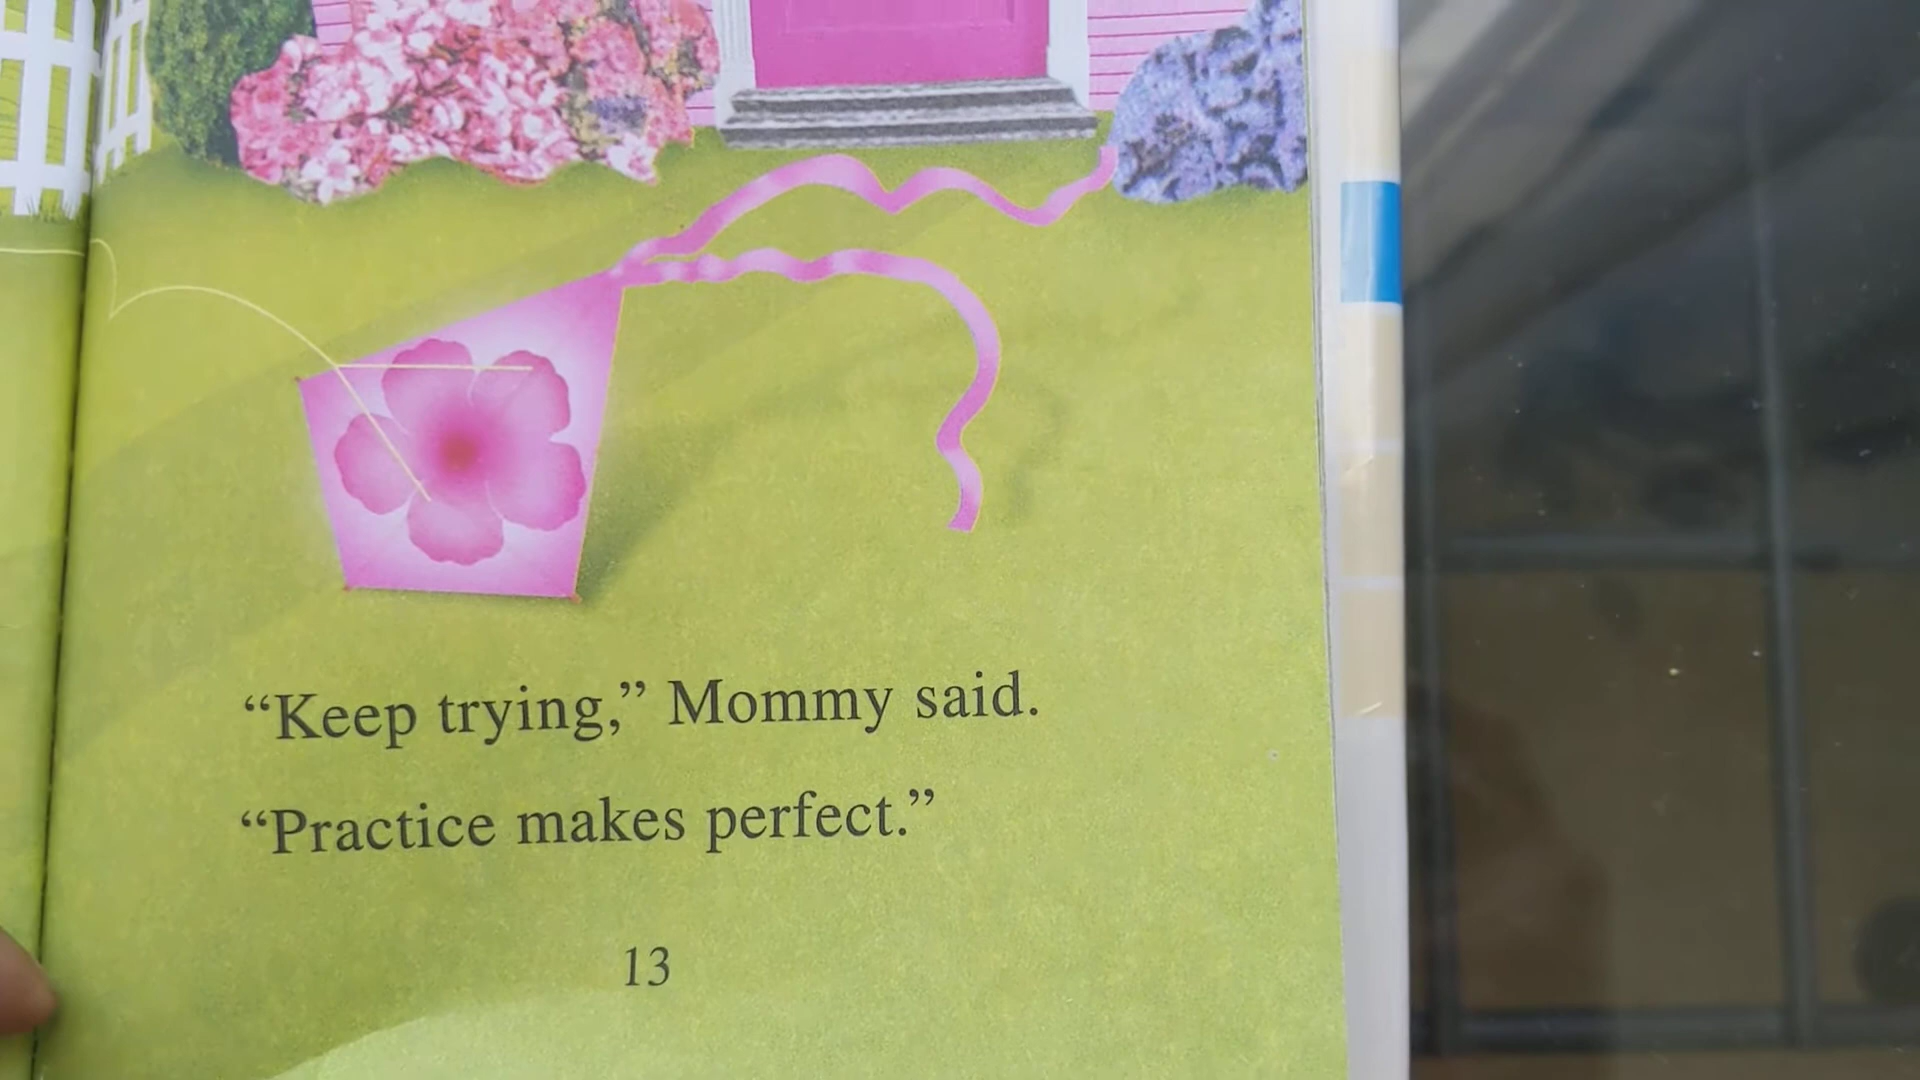 “Keep trying,” Mommy said.
“Practice makes perfect.”
13